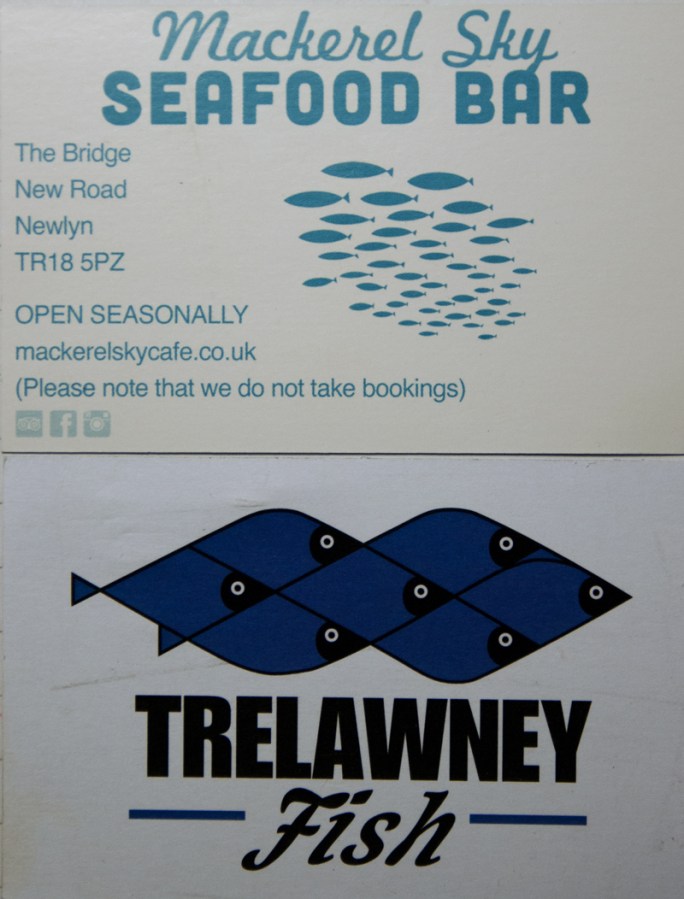 Mackerel Sky
SEAFOOD BAR
The Bridge
New Road
Newlyn
TR18 5PZ
OPEN SEASONALLY
mackerelskycafe.co.uk
(Please note that we do not take bookings)
TRELAWNEY
Fish